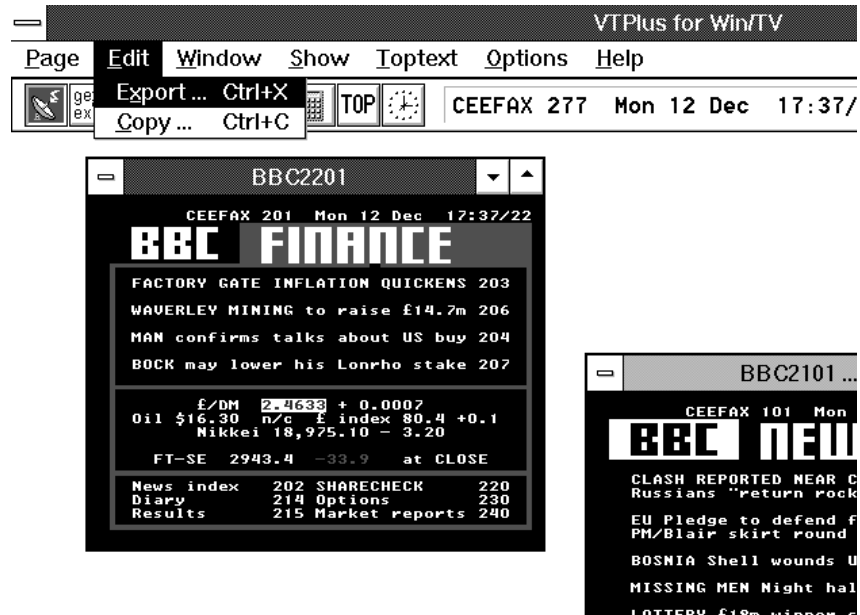 VTPlus for Win/TV
Page Edit Window Show Toptext Options Help
Export ... Ctrl+X
Copy ... Ctrl+C
ge
ex
TOP
CEEFAX 277 Mon 12 Dec 17:37/
BBC2201
CEEFAX 201 Mon 12 Dec 17:37/22
BBC FINANCE
FACTORY GATE INFLATION QUICKENS 203
WAVERLEY MINING to raise £14.7m 206
MAN confirms talks about US buy 204
BOCK may lower his Lonrho stake 207
£/DM 2.4633 + 0.0007
Oil $16.30 n/c £ index 80.4 +0.1
Nikkei 18,975.10 - 3.20
FT-SE 2943.4 -33.9 at CLOSE
News index 202 SHARECHECK 220
Diary 214 Options 230
Results 215 Market reports 240
BBC2101 ...
CEEFAX 101 Mon
BBC NEW
CLASH REPORTED NEAR C
Russians "return rock
EU Pledge to defend f
PM/Blair skirt round
BOSNIA Shell wounds U
MISSING MEN Night hal
LOTTERY £18m winner